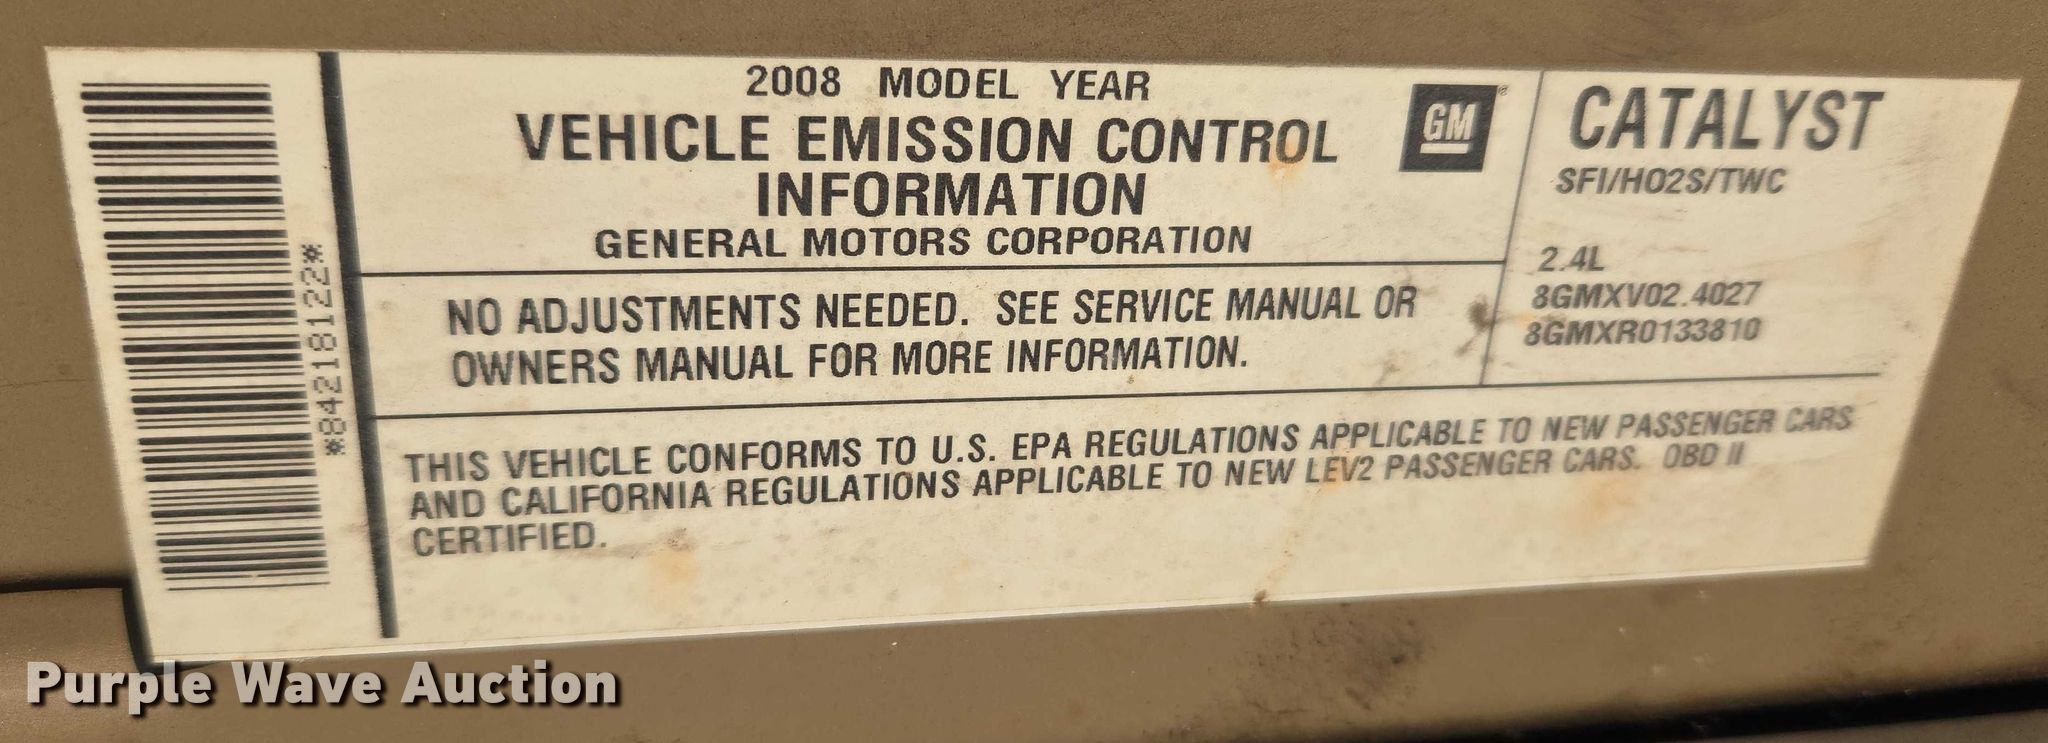 2008 MODEL YEAR
VEHICLE EMISSION CONTROL
INFORMATION
GENERAL MOTORS CORPORATION
GM
CATALYST
SFI/HO2S/TWC
2.4L
8GMXV02.4027
8GMXR0133810
NO ADJUSTMENTS NEEDED. SEE SERVICE MANUAL OR
OWNERS MANUAL FOR MORE INFORMATION.
THIS VEHICLE CONFORMS TO U.S. EPA REGULATIONS APPLICABLE TO NEW PASSENGER CARS
AND CALIFORNIA REGULATIONS APPLICABLE TO NEW LEV2 PASSENGER CARS. OBD II
CERTIFIED.
*84218122*
Purple Wave Auction